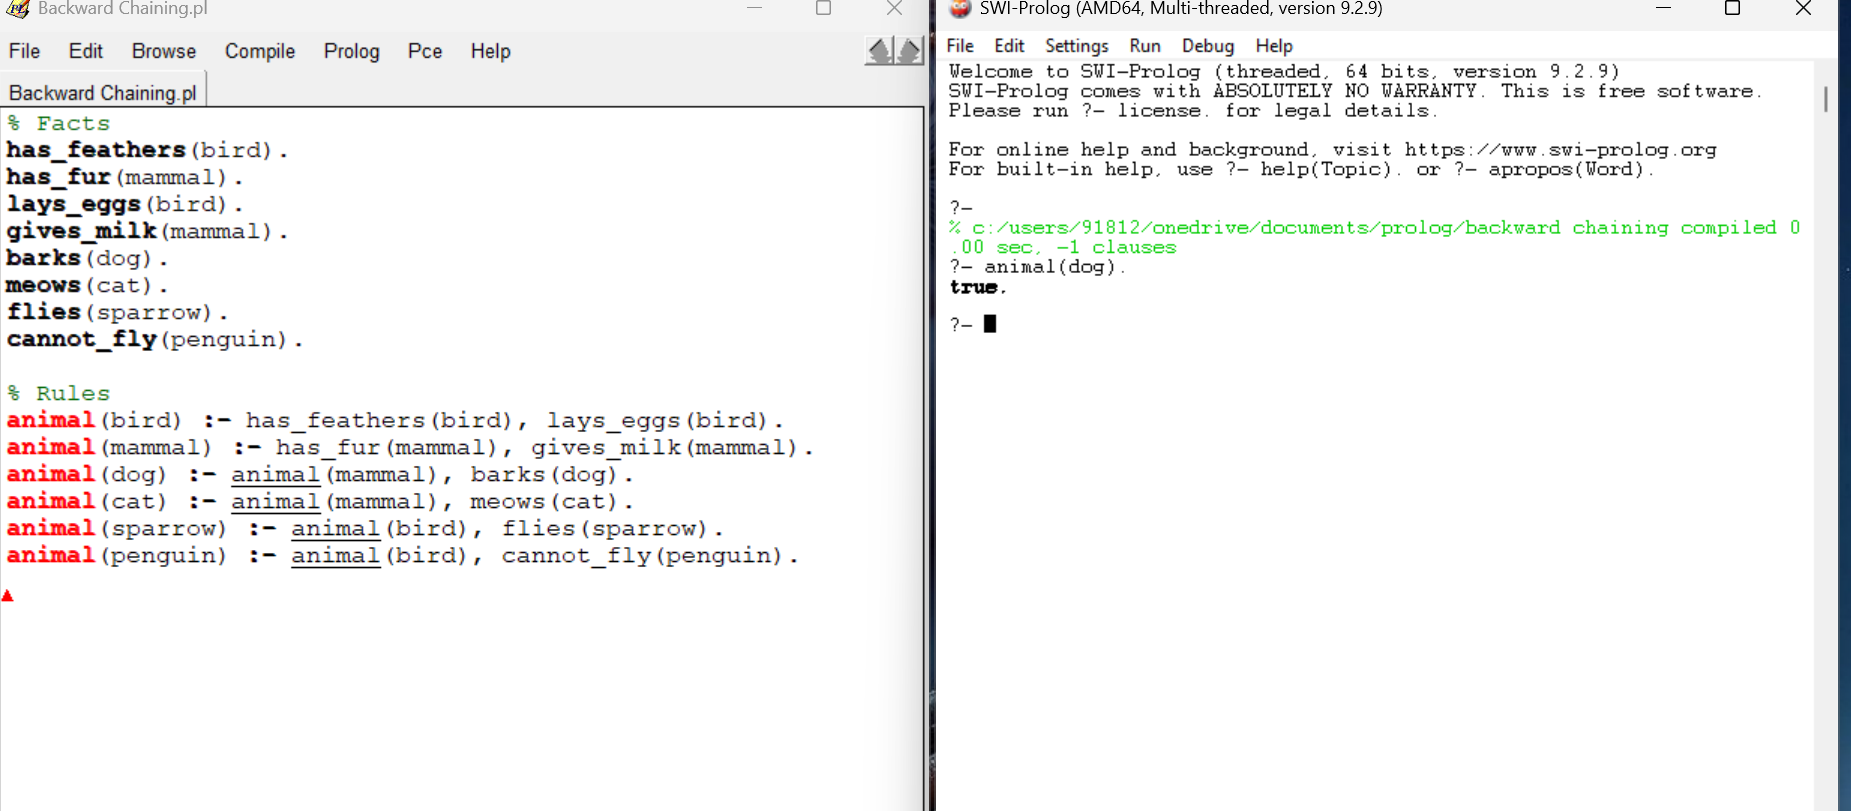 Backward Chaining.pl
File Edit Browse Compile Prolog Pce Help
Backward Chaining.pl
% Facts
has_feathers(bird).
has_fur(mammal).
lays_eggs(bird).
gives_milk(mammal).
barks(dog).
meows(cat).
flies(sparrow).
cannot_fly(penguin).
% Rules
animal(bird) :- has_feathers(bird), lays_eggs(bird).
animal(mammal) :- has_fur(mammal), gives_milk(mammal).
animal(dog) :- animal(mammal), barks(dog).
animal(cat) :- animal(mammal), meows(cat).
animal(sparrow) :- animal(bird), flies(sparrow).
animal(penguin) :- animal(bird), cannot_fly(penguin).
SWI-Prolog (AMD64, Multi-threaded, version 9.2.9)
File Edit Settings Run Debug Help
Welcome to SWI-Prolog (threaded, 64 bits, version 9.2.9)
SWI-Prolog comes with ABSOLUTELY NO WARRANTY. This is free software.
Please run ?- license. for legal details.
For online help and background, visit https://www.swi-prolog.org
For built-in help, use ?- help(Topic). or ?- apropos(Word).
?-
% c:/users/91812/onedrive/documents/prolog/backward chaining compiled 0
.00 sec, -1 clauses
?- animal(dog).
true.
?-